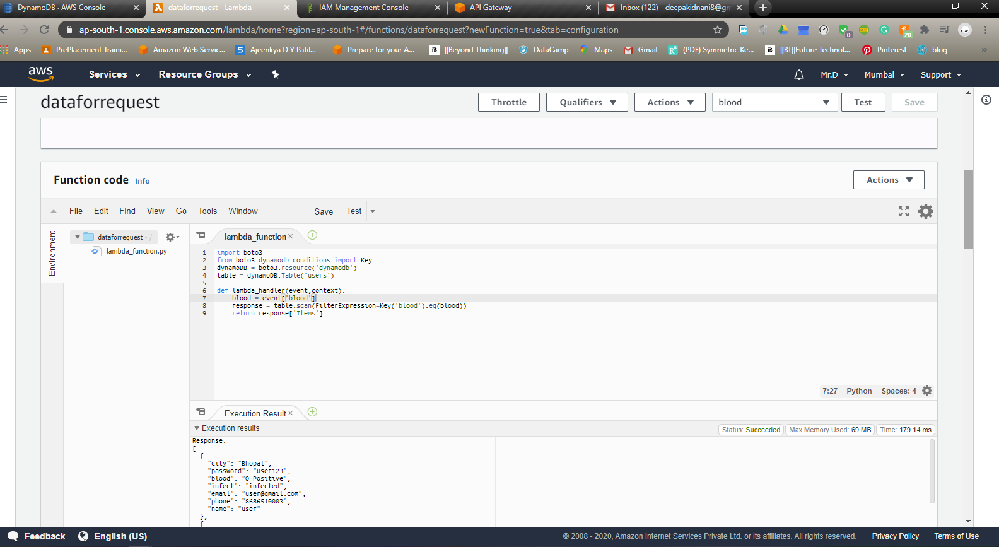 DynamoDB · AWS Console
dataforrequest - Lambda
IAM Management Console
API Gateway
Inbox (122) - deepakidnani8@gm
ap-south-1.console.aws.amazon.com/lambda/home?region=ap-south-1#/functions/dataforrequest?newFunction=true&tab=configuration
0
20
Apps
PrePlacement Traini...
Amazon Web Servic...
S
Ajeenkya D Y Patil...
Prepare for your A...
||Beyond Thinking||
DataCamp
Maps
Gmail
(PDF) Symmetric Ke...
||BT||Future Technol...
Pinterest
blog
»
aws
Services
Resource Groups
Mr.D
Mumbai
Support
dataforrequest
Throttle
Qualifiers
Actions
blood
Test
Save
Function code Info
Actions
File Edit Find View Go Tools Window Save Test
Environment
dataforrequest - /
lambda_function.py
lambda_function
1 import boto3
2 from boto3.dynamodb.conditions import Key
3 dynamoDB = boto3.resource('dynamodb')
4 table = dynamoDB.Table('users')
5
6 def lambda_handler(event,context):
7 blood = event['blood']
8 response = table.scan(FilterExpression=Key('blood').eq(blood))
9 return response['Items']
7:27 Python Spaces: 4
Execution Result
Execution results
Status: Succeeded
Max Memory Used: 69 MB
Time: 179.14 ms
Response:
[
{
"city": "Bhopal",
"password": "user123",
"blood": "O Positive",
"infect": "infected",
"email": "user@gmail.com",
"phone": "8686510003",
"name": "user"
},
{
Feedback
English (US)
© 2008 - 2020, Amazon Internet Services Private Ltd. or its affiliates. All rights reserved.
Privacy Policy
Terms of Use